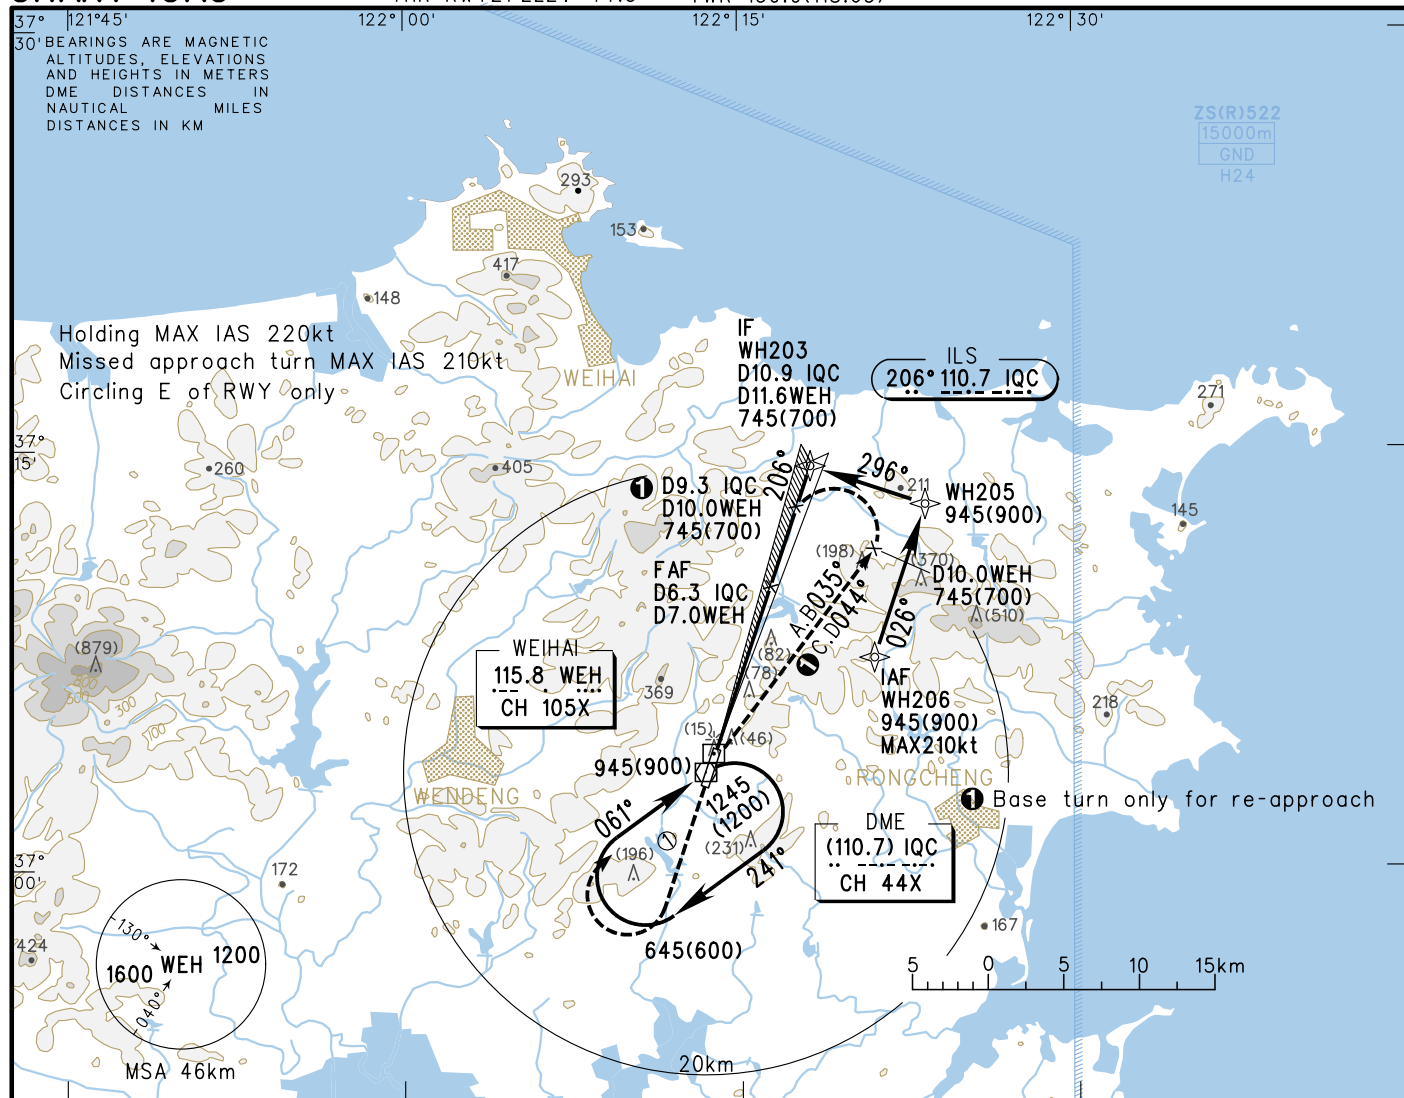 121°45'
122°00'
122°15'
122°30'
37°
30'
BEARINGS ARE MAGNETIC
ALTITUDES, ELEVATIONS
AND HEIGHTS IN METERS
DME DISTANCES IN
NAUTICAL MILES
DISTANCES IN KM
ZS(R)522
15000m
GND
H24
293
153
417
148
Holding MAX IAS 220kt
Missed approach turn MAX IAS 210kt
Circling E of RWY only
WEIHAI
IF
WH203
D10.9 IQC
D11.6WEH
745(700)
ILS
206° 110.7 IQC
271
37°
15'
260
405
206°
296°
211
WH205
945(900)
145
1 D9.3 IQC
D10.0WEH
745(700)
(198)
(370)
D10.0WEH
745(700)
FAF
D6.3 IQC
D7.0WEH
A.B035°
C.D044°
1
026°
(510)
(82)
78)
WEIHAI
115.8 WEH
CH 105X
(879)
500
300
100
369
IAF
WH206
945(900)
MAX210kt
218
(15)
(46)
945(900)
WENDENG
RONGCHENG
1 Base turn only for re-approach
061°
1245
(1200)
1
(231)
241°
(196)
DME
(110.7) IQC
CH 44X
37°
00'
172
167
424
130°
WEH
1200
1600
040°
645(600)
5 0 5 10 15km
MSA 46km
20km